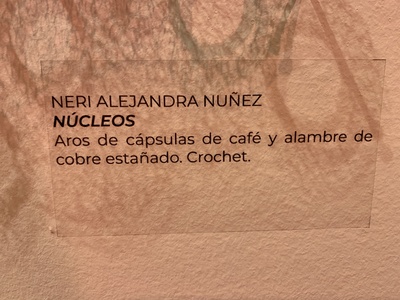 NERI ALEJANDRA NUÑEZ
NÚCLEOS
Aros de cápsulas de café y alambre de
cobre estañado. Crochet.